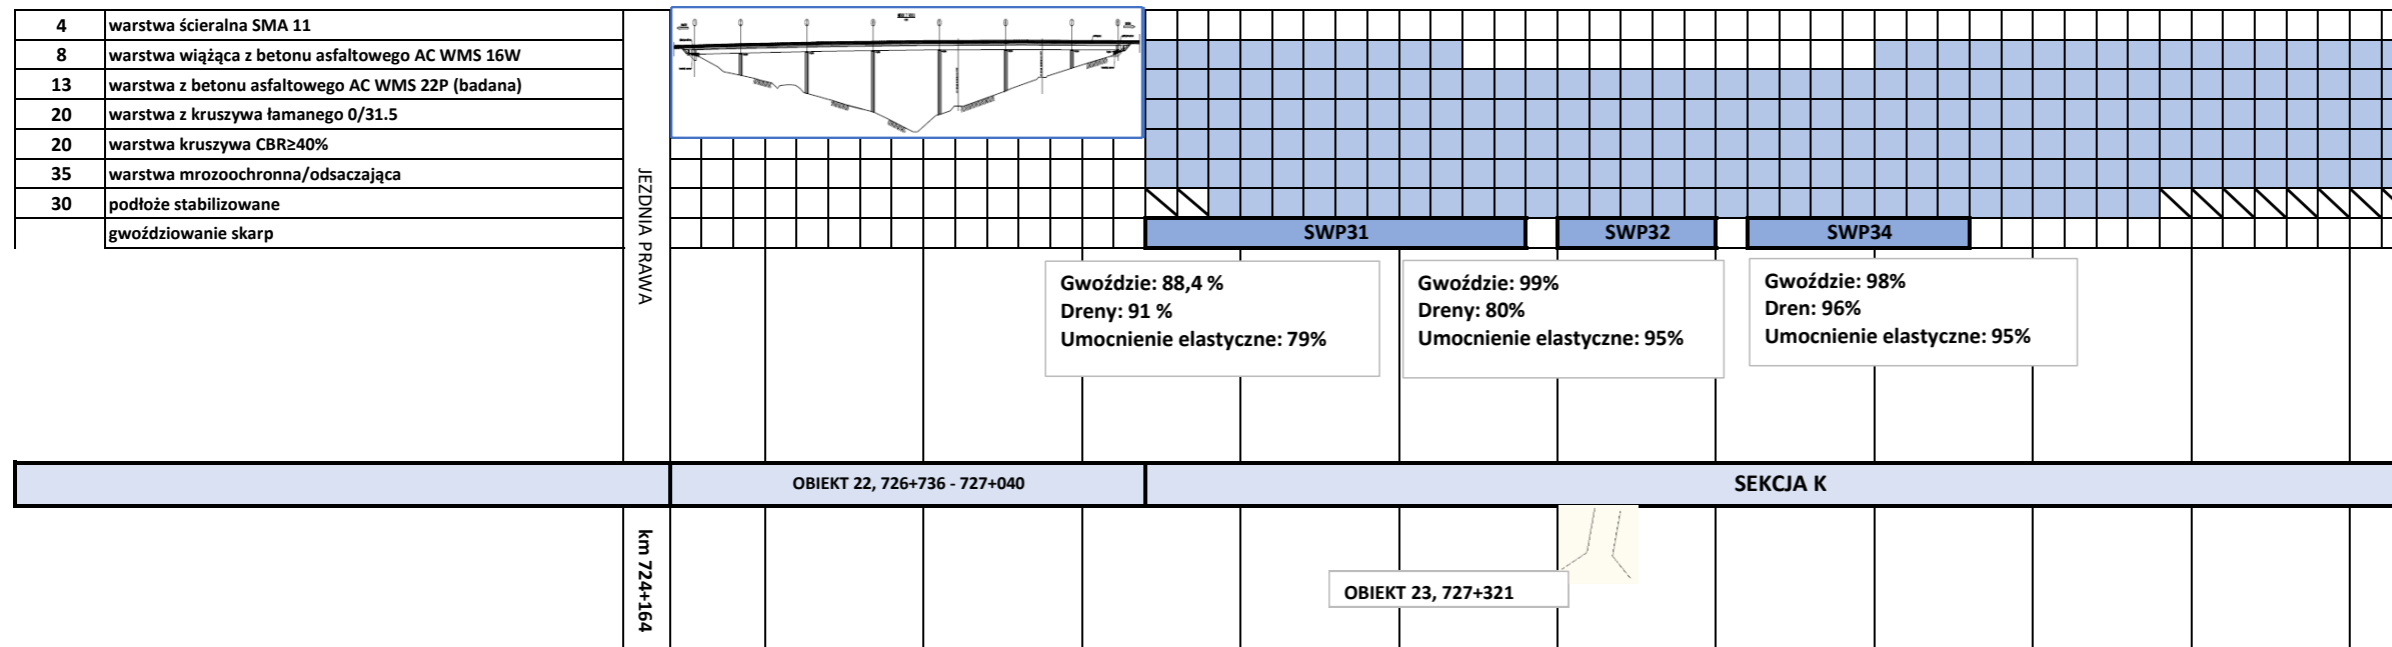 4 warstwa ścieralna SMA 11
8 warstwa wiążąca z betonu asfaltowego AC WMS 16W
13 warstwa z betonu asfaltowego AC WMS 22P (badana)
20 warstwa z kruszywa łamanego 0/31.5
20 warstwa kruszywa CBR≥40%
35 warstwa mrozoochronna/odsaczająca
30 podłoże stabilizowane
gwoździowanie skarp
JEZDNIA PRAWA
SWP31 SWP32 SWP34
Gwoździe: 88,4 %
Dreny: 91 %
Umocnienie elastyczne: 79%
Gwoździe: 99%
Dreny: 80%
Umocnienie elastyczne: 95%
Gwoździe: 98%
Dren: 96%
Umocnienie elastyczne: 95%
OBIEKT 22, 726+736 - 727+040
SEKCJA K
km 724+164
OBIEKT 23, 727+321